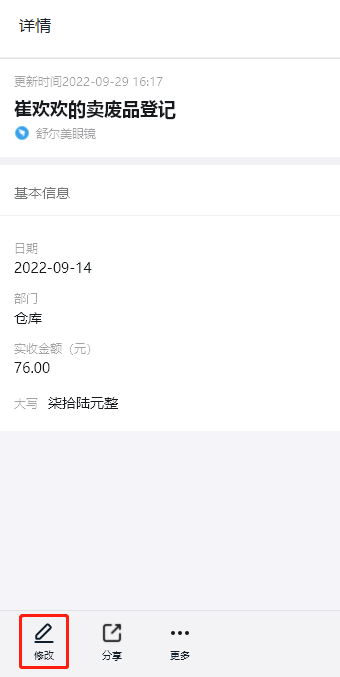 详情
更新时间2022-09-29 16:17
崔欢欢的卖废品登记
舒尔美眼镜
基本信息
日期
2022-09-14
部门
仓库
实收金额（元）
76.00
大写 柒拾陆元整
修改 分享 更多